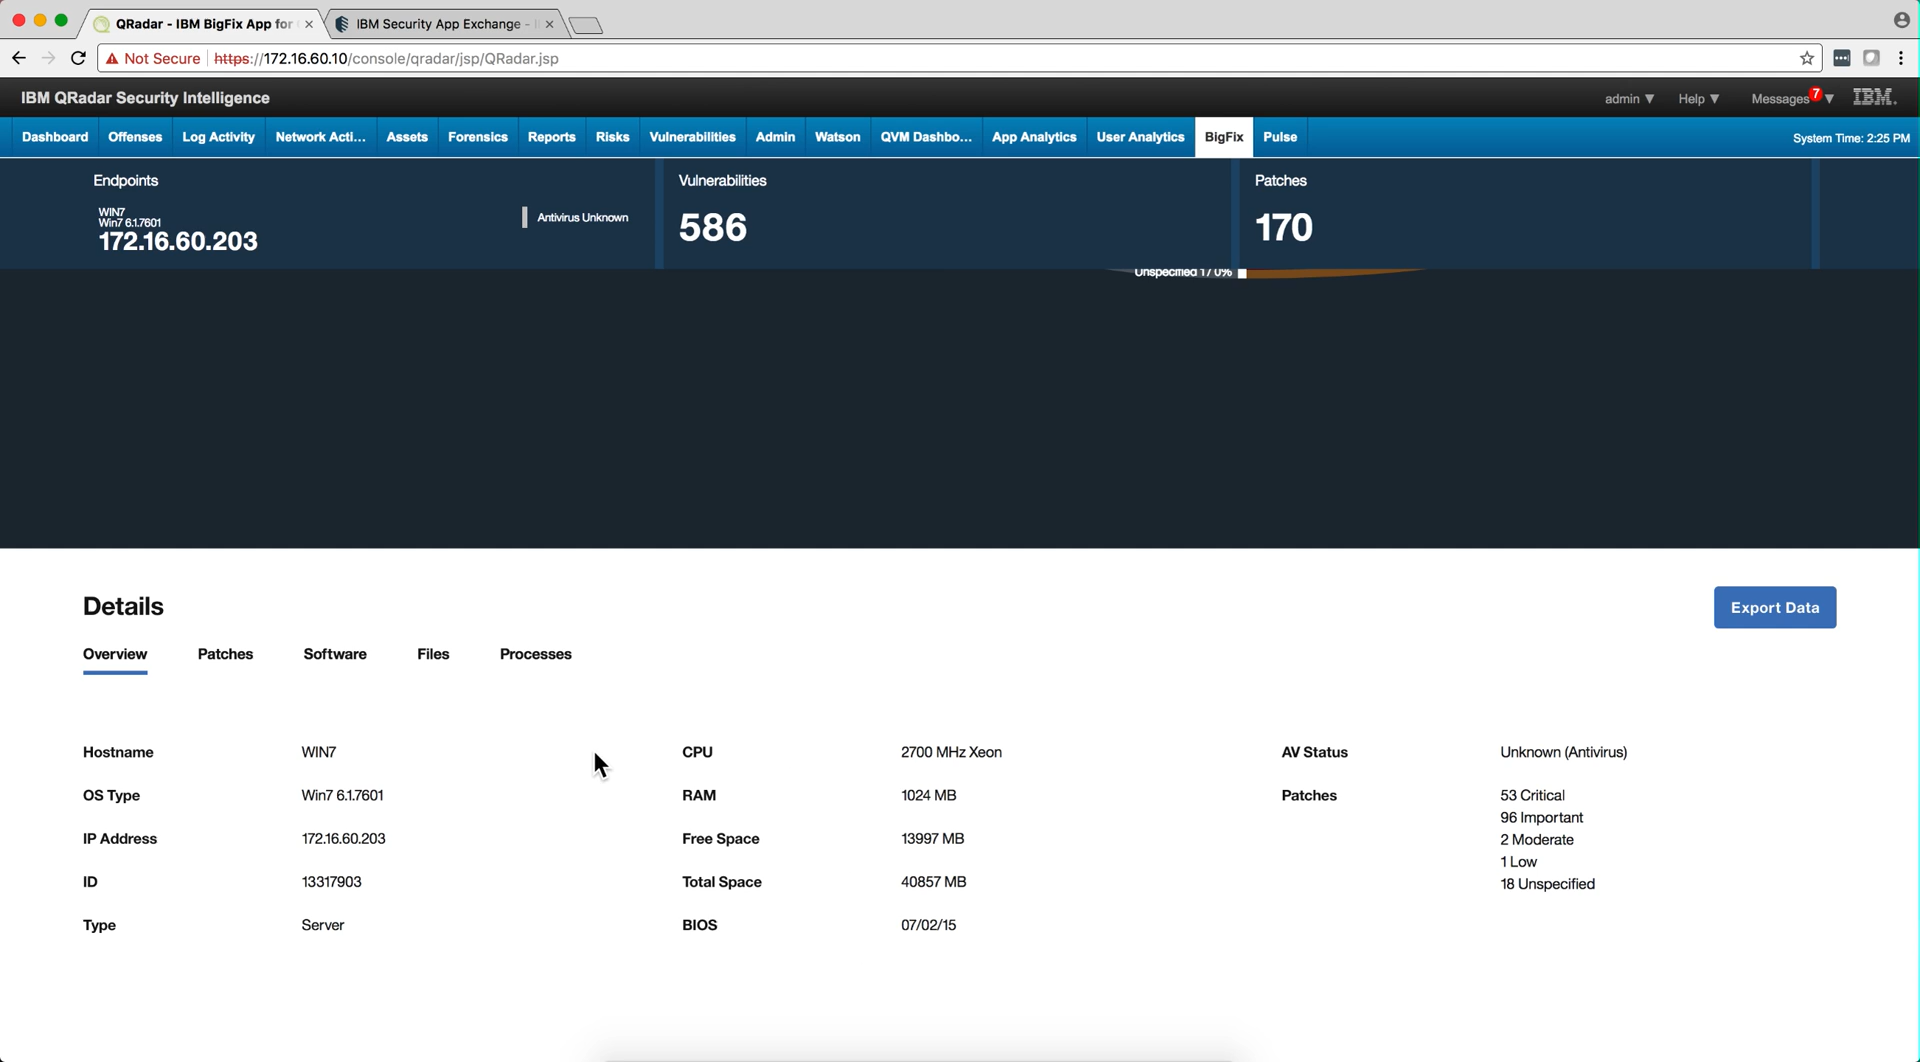 QRadar - IBM BigFix App for
IBM Security App Exchange -
Not Secure https://172.16.60.10/console/qradar/jsp/QRadar.jsp
IBM QRadar Security Intelligence
admin ▼ Help ▼ Messages 7 ▼ IBM.
Dashboard Offenses Log Activity Network Acti... Assets Forensics Reports Risks Vulnerabilities Admin Watson QVM Dashbo... App Analytics User Analytics BigFix Pulse System Time: 2:25 PM
Endpoints
WIN7
Win7 6.1.7601
172.16.60.203
Antivirus Unknown
Vulnerabilities
586
Patches
170
Unspecified 1 / 0%
Details
Export Data
Overview Patches Software Files Processes
Hostname WIN7
OS Type Win7 6.1.7601
IP Address 172.16.60.203
ID 13317903
Type Server
CPU 2700 MHz Xeon
RAM 1024 MB
Free Space 13997 MB
Total Space 40857 MB
BIOS 07/02/15
AV Status Unknown (Antivirus)
Patches 53 Critical
96 Important
2 Moderate
1 Low
18 Unspecified